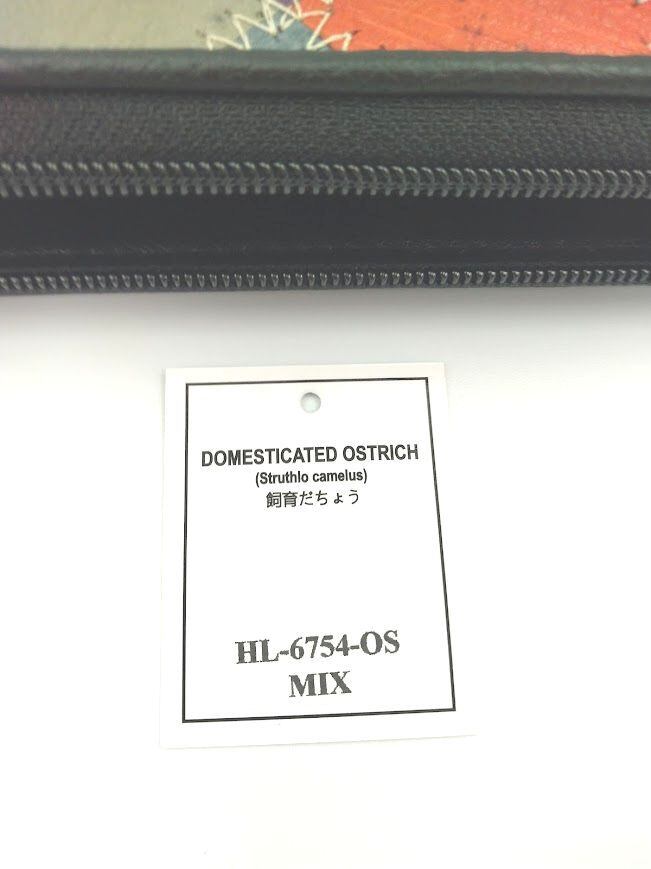 DOMESTICATED OSTRICH
(Struthlo camelus)
飼育だちょう
HL-6754-OS
MIX